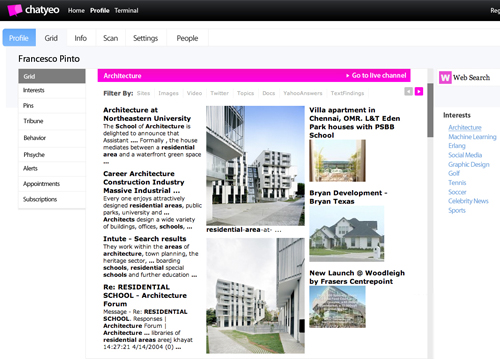 chatyeo
Home Profile Terminal
Reg
Profile Grid Info Scan Settings People
Francesco Pinto
Grid
Interests
Pins
Tribune
Behavior
Phsyche
Alerts
Appointments
Subscriptions
Architecture
Go to live channel
Filter By: Sites Images Video Twitter Topics Docs YahooAnswers TextFindings
Architecture at
Northeastern University
The School of Architecture is
delighted to announce that
Assistant .... Formally , the house
mediates between a residential
area and a waterfront green space
...
Career Architecture
Construction Industry
Massive Industrial ...
Every one enjoys attractively
designed residential areas, public
parks, university and ...
Architects design a wide variety
of buildings, offices, schools, ...
Intute - Search results
They work within the areas of
architecture, town planning, the
heritage sector, ... boarding
schools, residential special
schools and further education ...
Re: RESIDENTIAL
SCHOOL - Architecture
Forum
Message - Re: RESIDENTIAL
SCHOOL. Responses |
Architecture Forum |
Architecture ... libraries of
residential areas areej khayat
14:27:21 4/14/2004 (0) ...
residential-area-at- ...
Villa apartment in
Chennai, OMR. L&T Eden
Park houses with PSBB
School
Bryan Development -
Bryan Texas
New Launch @ Woodleigh
by Frasers Centrepoint
W Web Search
Interests
Architecture
Machine Learning
Erlang
Social Media
Graphic Design
Golf
Tennis
Soccer
Celebrity News
Sports